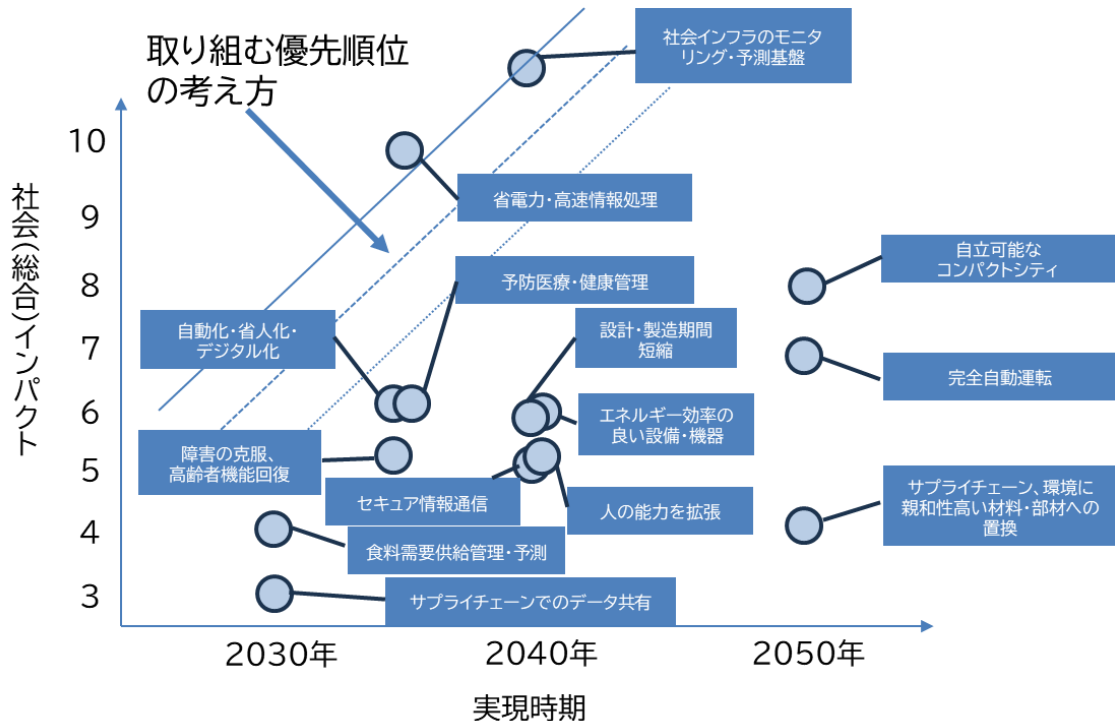 取り組む優先順位
の考え方
社会インフラのモニタ
リング・予測基盤
省電力・高速情報処理
自立可能な
コンパクトシティ
予防医療・健康管理
自動化・省人化・
デジタル化
設計・製造期間
短縮
完全自動運転
エネルギー効率の
良い設備・機器
障害の克服、
高齢者機能回復
セキュア情報通信
人の能力を拡張
サプライチェーン、環境に
親和性高い材料・部材への
置換
食料需要供給管理・予測
サプライチェーンでのデータ共有
社会(総合)インパクト
10
9
8
7
6
5
4
3
2030年
2040年
2050年
実現時期